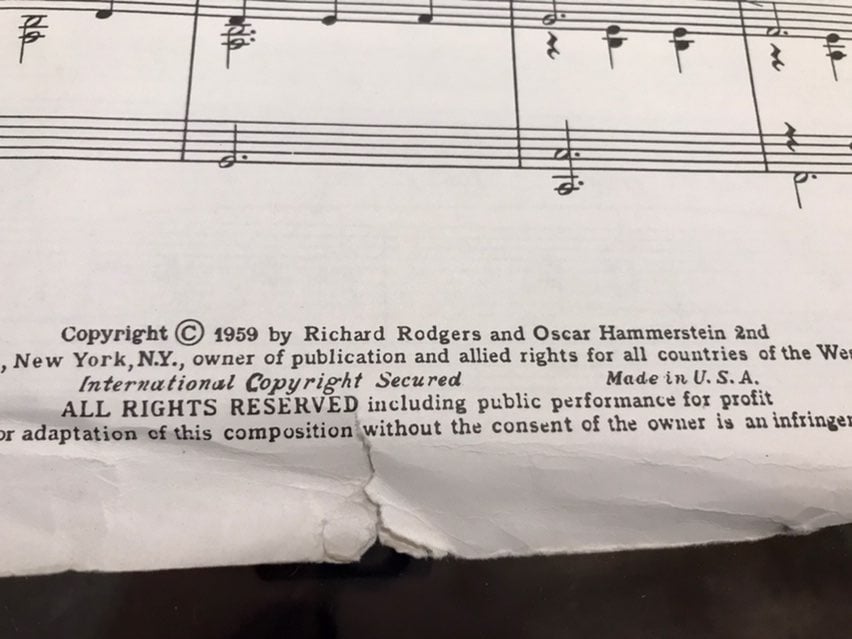 Copyright © 1959 by Richard Rodgers and Oscar Hammerstein 2nd
, New York, N.Y., owner of publication and allied rights for all countries of the We
International Copyright Secured Made in U. S. A.
ALL RIGHTS RESERVED including public performance for profit
or adaptation of this composition without the consent of the owner is an infringe